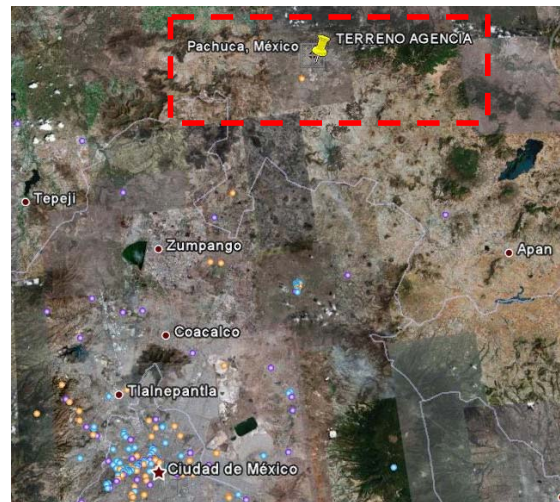 TERRENO AGENCIA
Pachuca, México
Tepeji
Zumpango
Apan
Coacalco
Tlalnepantla
Ciudad de México